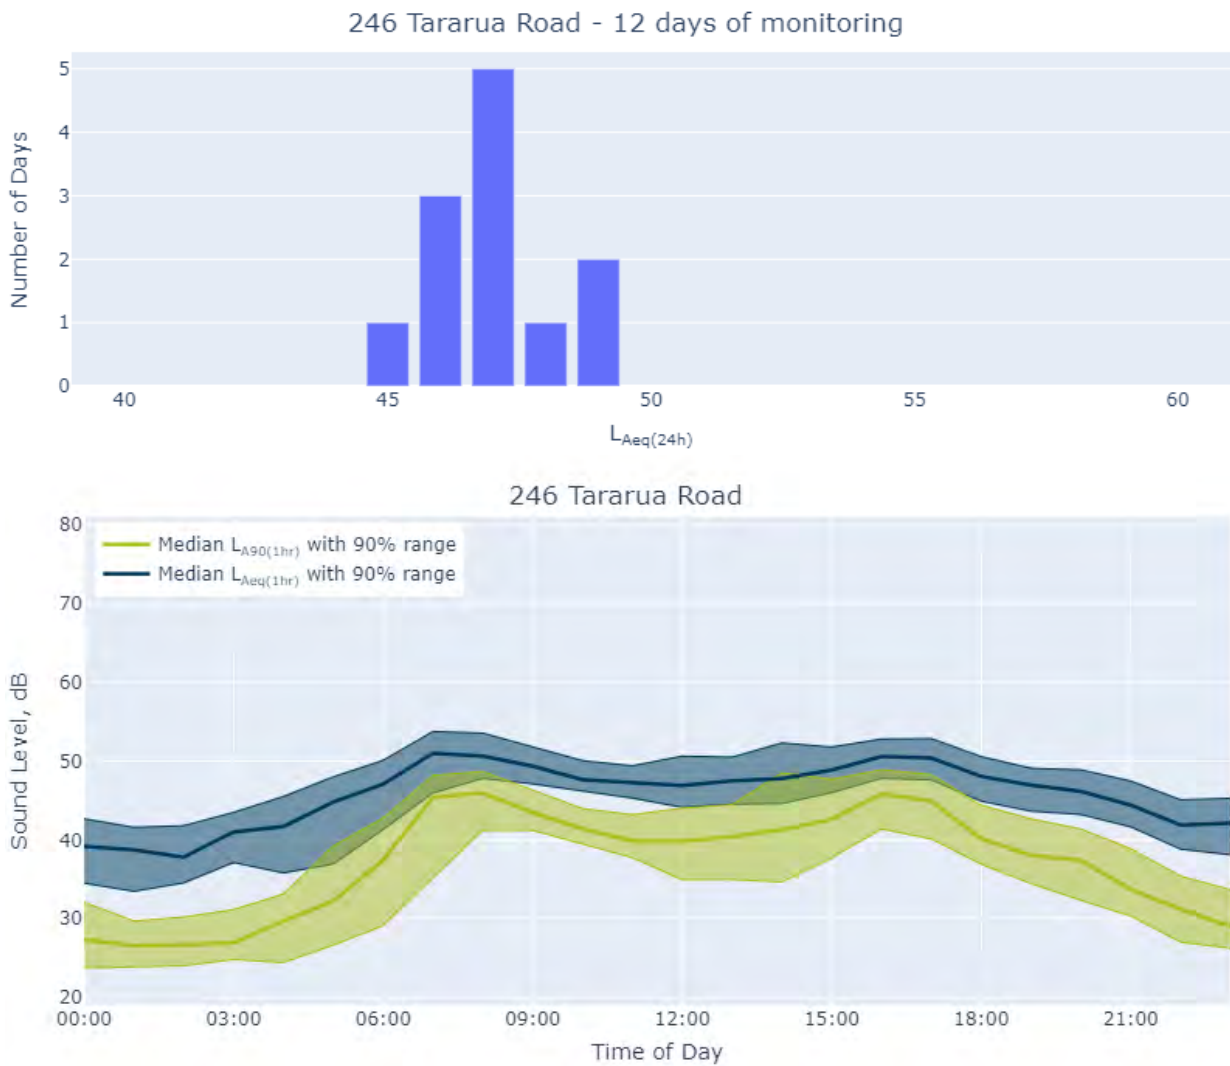 246 Tararua Road - 12 days of monitoring
5
4
3
2
1
0
Number of Days
40 45 50 55 60
LAeq(24h)
246 Tararua Road
Median LA90(1hr) with 90% range
Median LAeq(1hr) with 90% range
80
70
60
50
40
30
20
Sound Level, dB
00:00 03:00 06:00 09:00 12:00 15:00 18:00 21:00
Time of Day